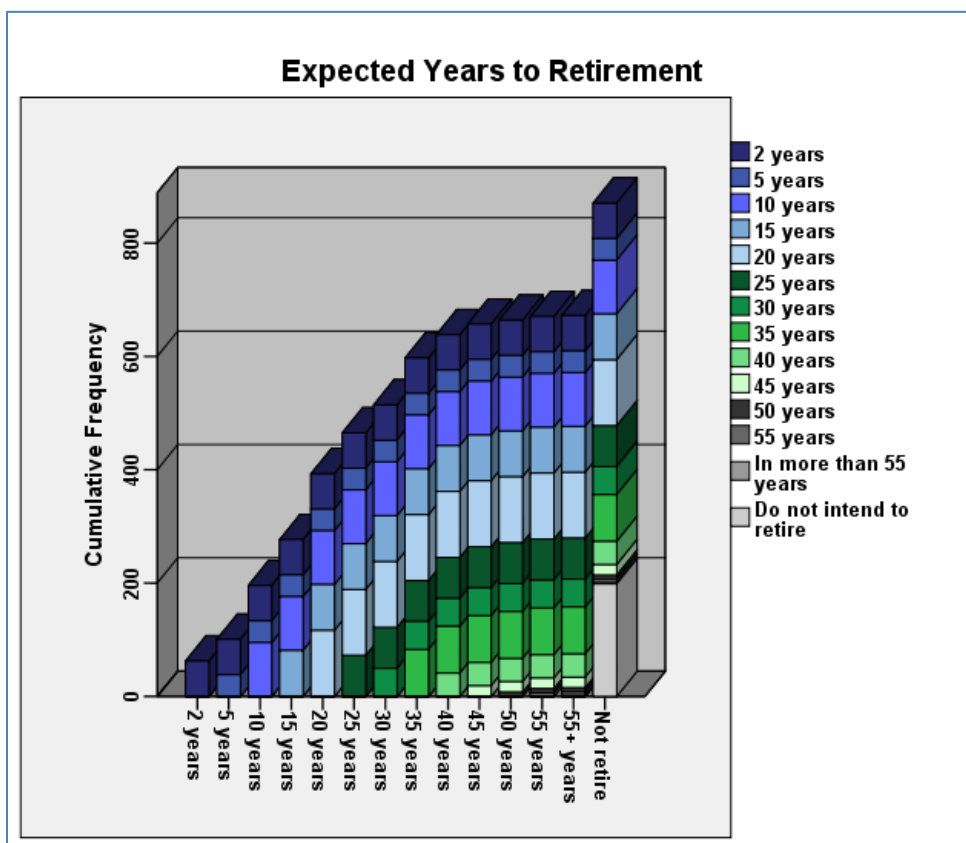 Expected Years to Retirement
Cumulative Frequency
800
600
400
200
0
2 years
5 years
10 years
15 years
20 years
25 years
30 years
35 years
40 years
45 years
50 years
55 years
55+ years
Not retire
2 years
5 years
10 years
15 years
20 years
25 years
30 years
35 years
40 years
45 years
50 years
55 years
In more than 55
years
Do not intend to
retire